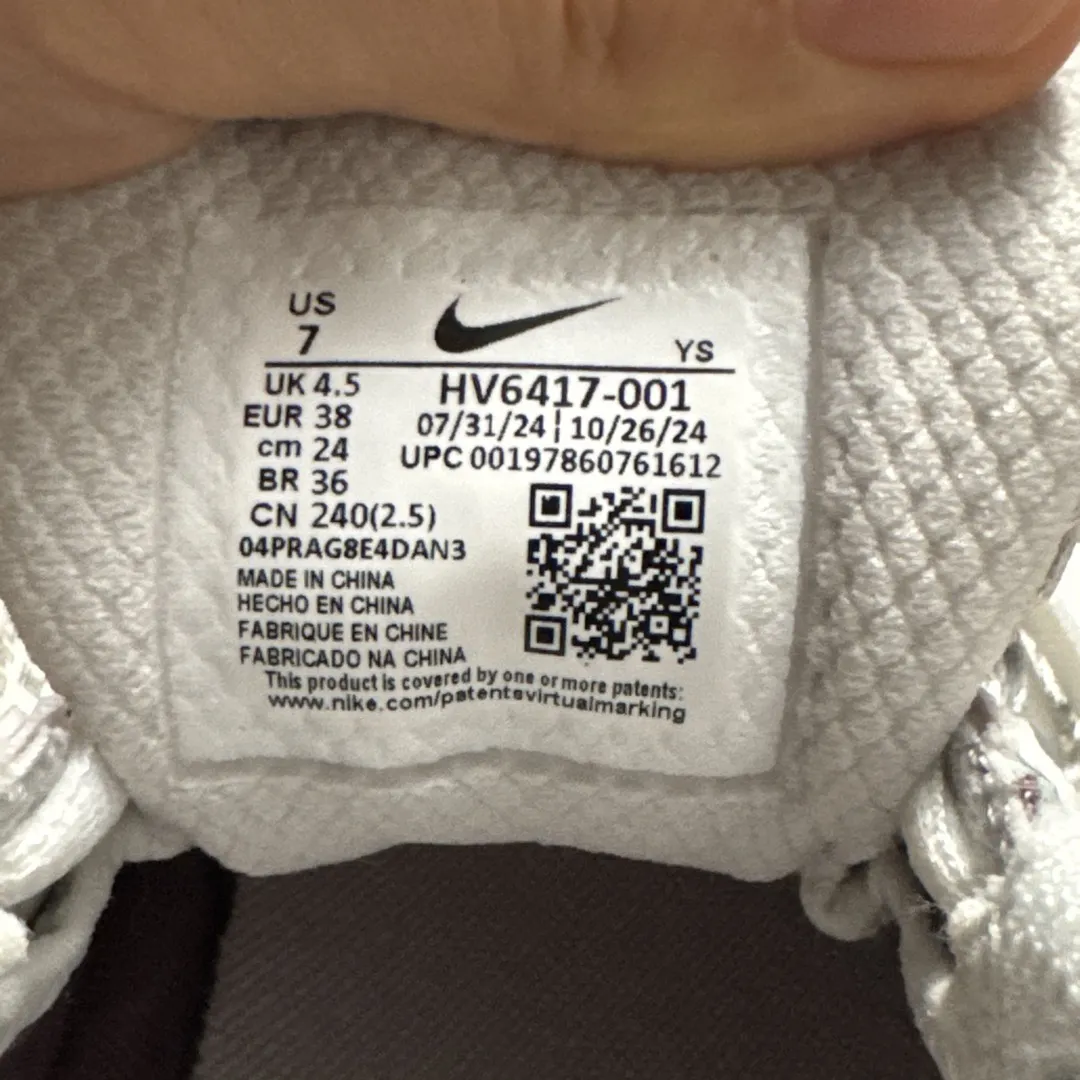 US
7
YS
UK 4.5
EUR 38
cm 24
BR 36
CN 240(2.5)
04PRAG8E4DAN3
HV6417-001
07/31/24 | 10/26/24
UPC 00197860761612
MADE IN CHINA
HECHO EN CHINA
FABRIQUE EN CHINE
FABRICADO NA CHINA
This product is covered by one or more patents:
www.nike.com/patentsvirtualmarking